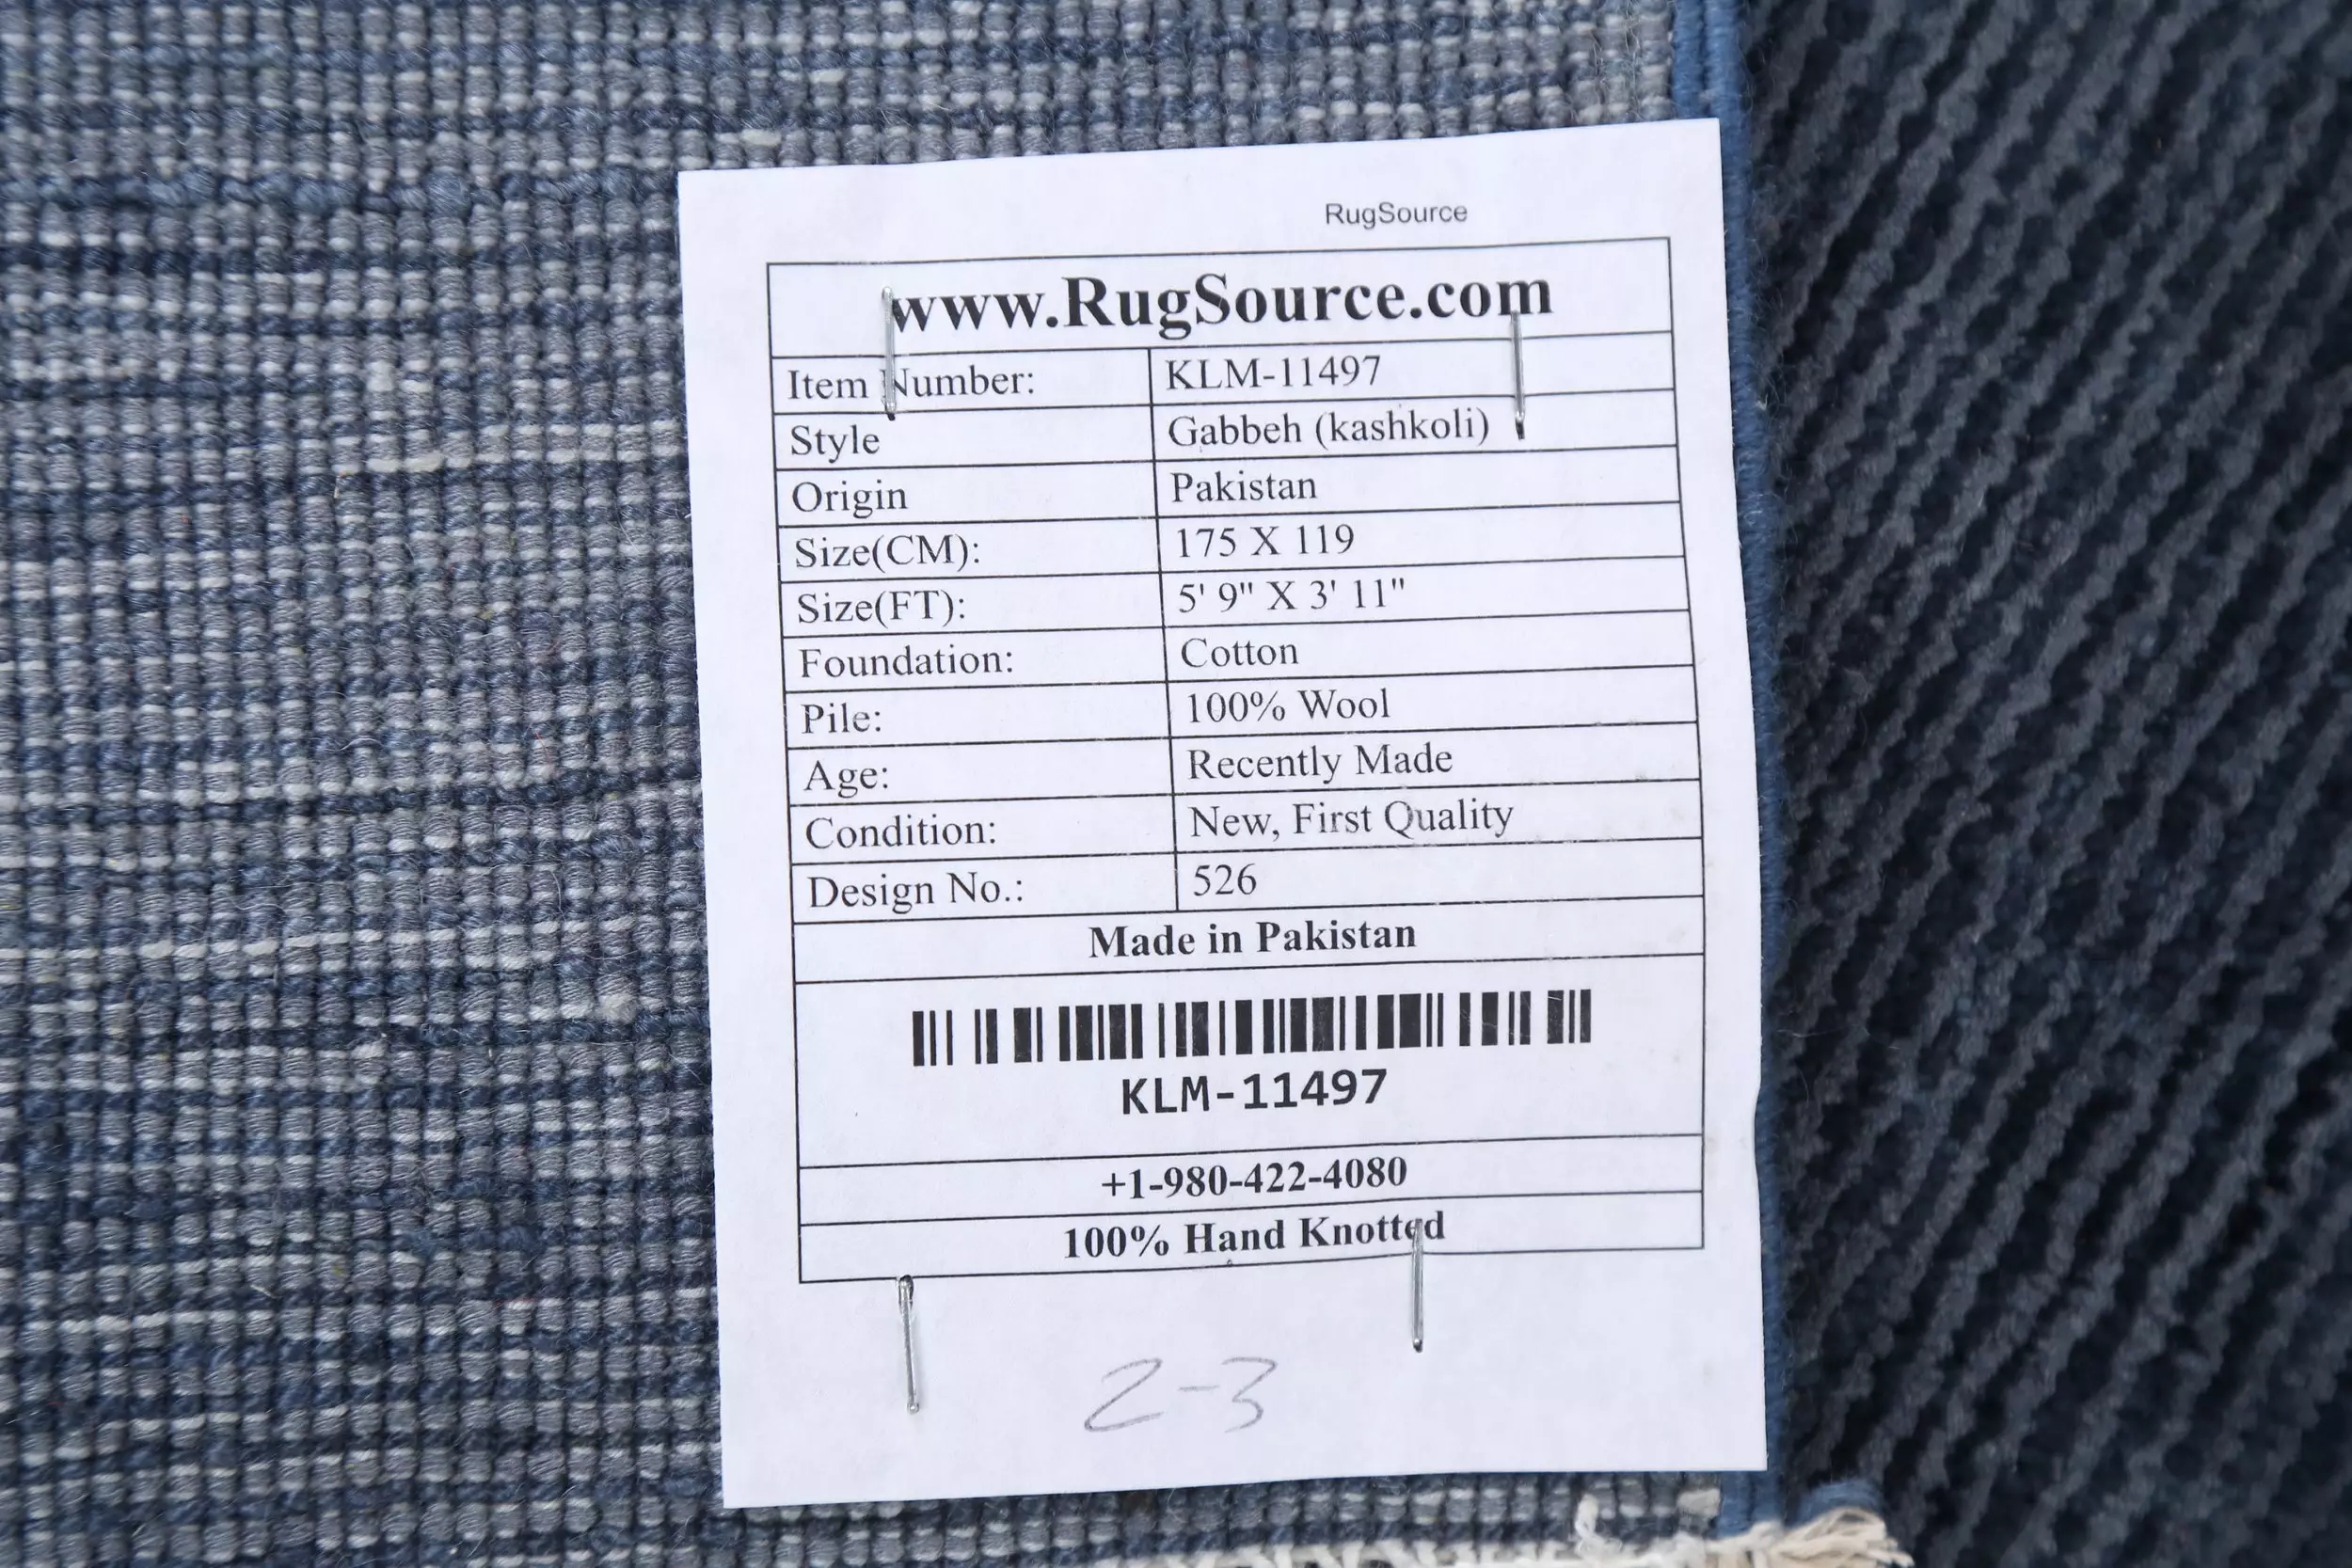 RugSource
www.RugSource.com
Item Number: KLM-11497
Style Gabbeh (kashkoli)
Origin Pakistan
Size(CM): 175 X 119
Size(FT): 5' 9" X 3' 11"
Foundation: Cotton
Pile: 100% Wool
Age: Recently Made
Condition: New, First Quality
Design No.: 526
Made in Pakistan
KLM-11497
+1-980-422-4080
100% Hand Knotted
2-3